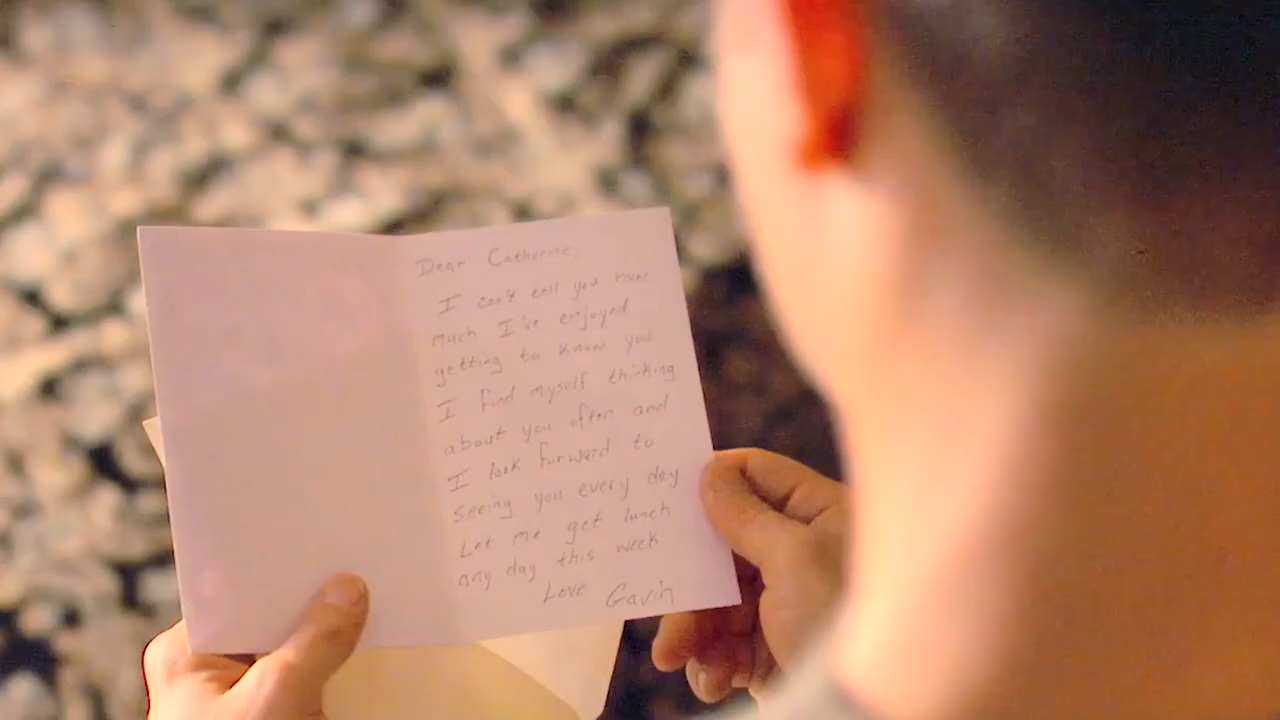 Dear Catherine,
I can't tell you how
much I've enjoyed
getting to know you
I find myself thinking
about you often and
I look forward to
seeing you every day
Let me get lunch
any day this week
Love Gavin